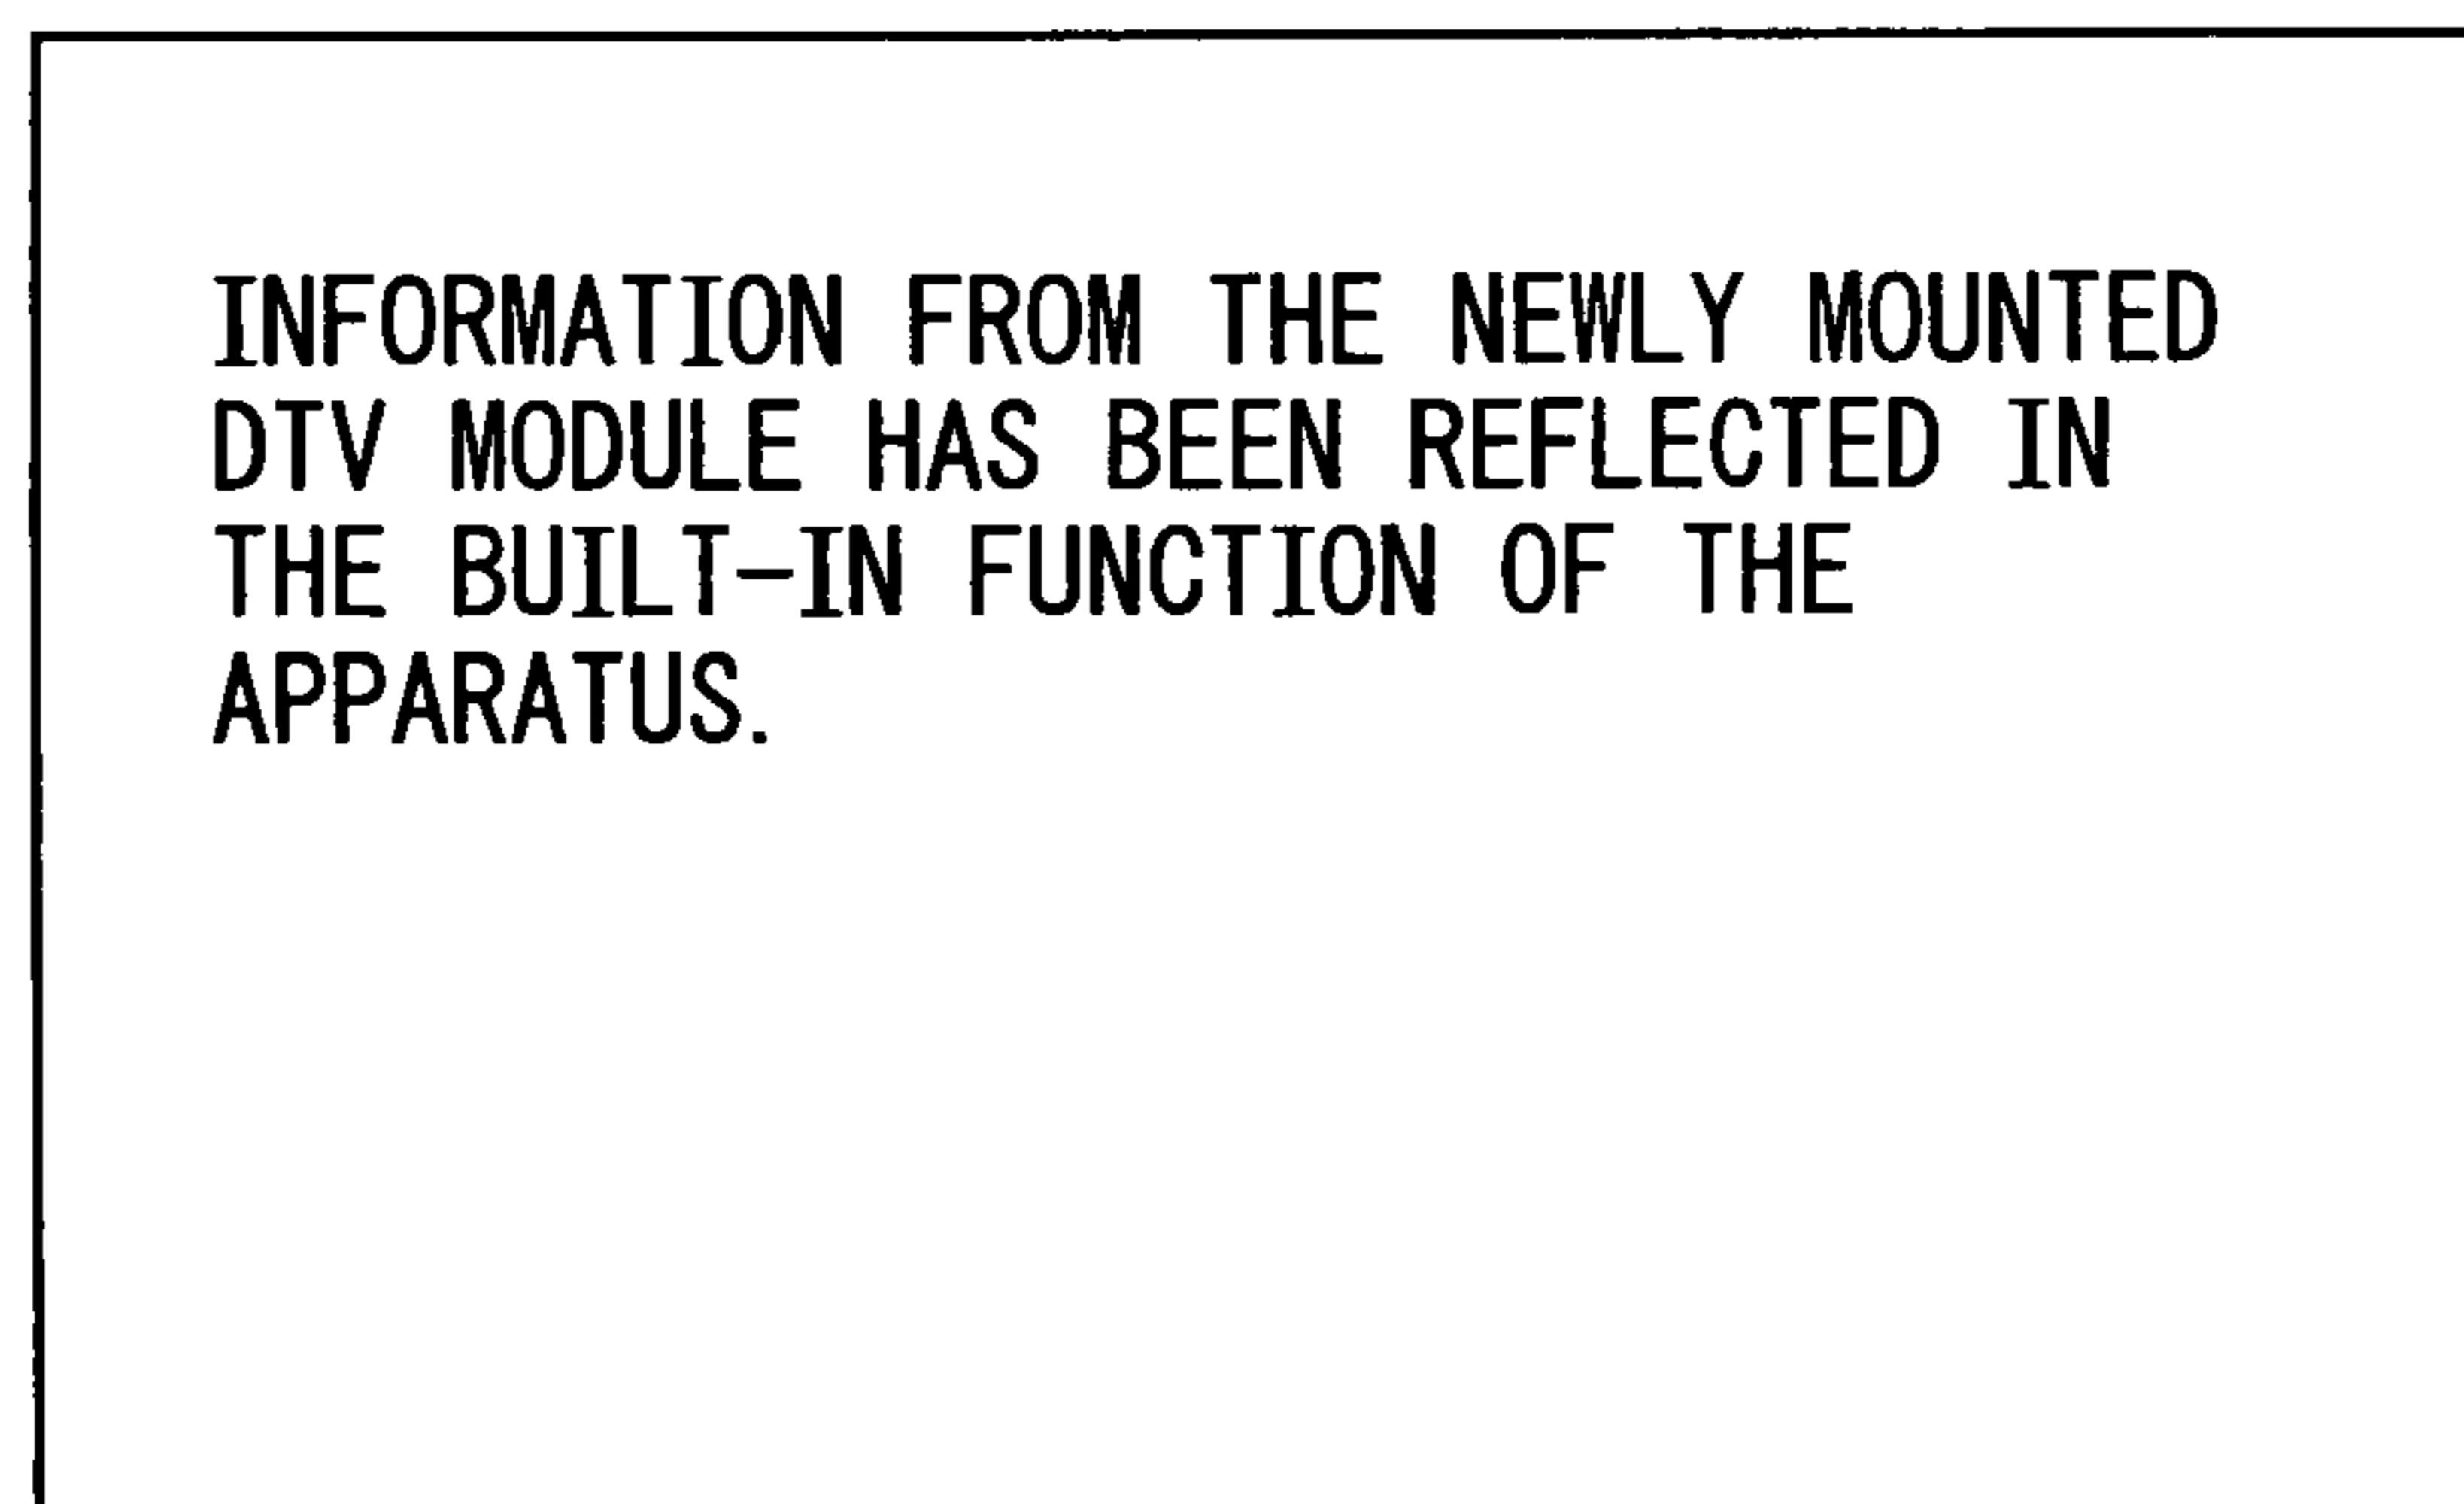 INFORMATION FROM THE NEWLY MOUNTED
DTV MODULE HAS BEEN REFLECTED IN
THE BUILT-IN FUNCTION OF THE
APPARATUS.